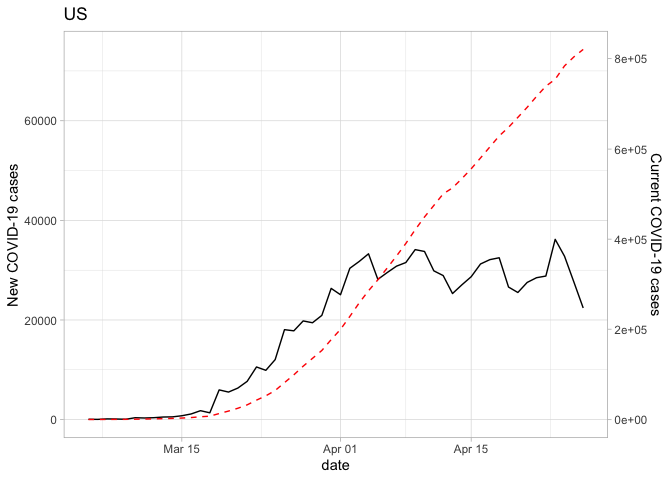 US
New COVID-19 cases
60000
40000
20000
0
8e+05
6e+05
4e+05
2e+05
0e+00
Current COVID-19 cases
Mar 15
Apr 01
Apr 15
date